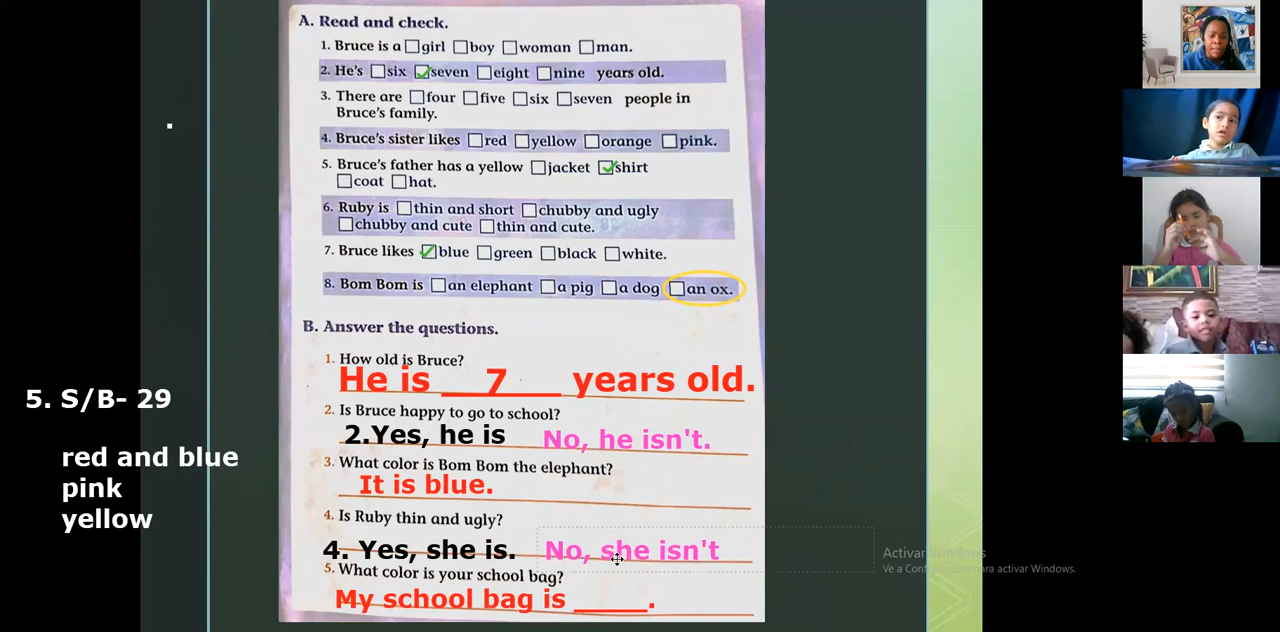 A. Read and check.
1. Bruce is a girl boy woman man.
2. He's six seven eight nine years old.
3. There are four five six seven people in
Bruce's family.
4. Bruce's sister likes red yellow orange pink.
5. Bruce's father has a yellow jacket shirt
coat hat.
6. Ruby is thin and short chubby and ugly
chubby and cute thin and cute.
7. Bruce likes blue green black white.
8. Bom Bom is an elephant a pig a dog an ox.
B. Answer the questions.
1. How old is Bruce?
He is ___7___ years old.
2. Is Bruce happy to go to school?
2.Yes, he is No, he isn't.
3. What color is Bom Bom the elephant?
It is blue.
4. Is Ruby thin and ugly?
4. Yes, she is. No, she isn't
5. What color is your school bag?
My school bag is _____.
5. S/B- 29
red and blue
pink
yellow
Activar Windows